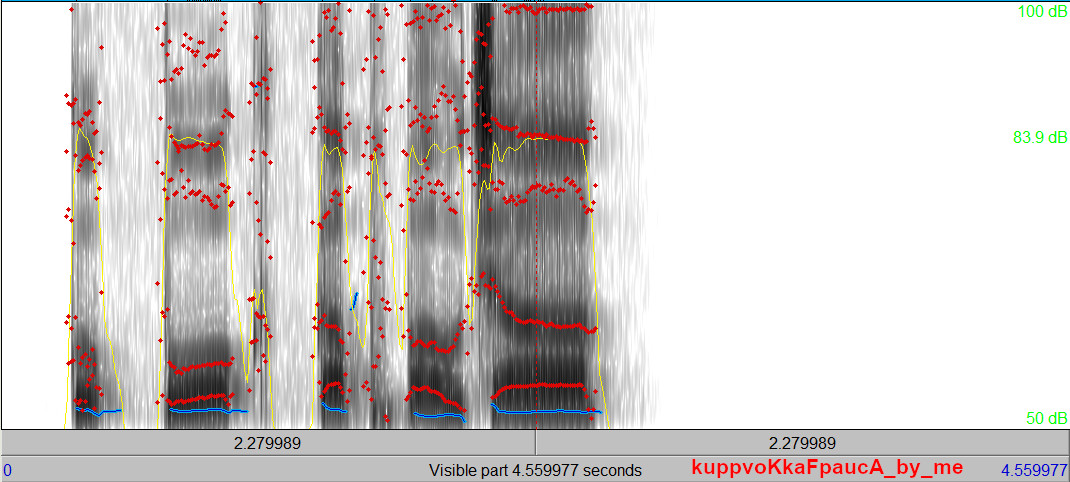 100 dB
83.9 dB
50 dB
2.279989 2.279989
0 Visible part 4.559977 seconds kuppvoKkaFpaucA_by_me 4.559977